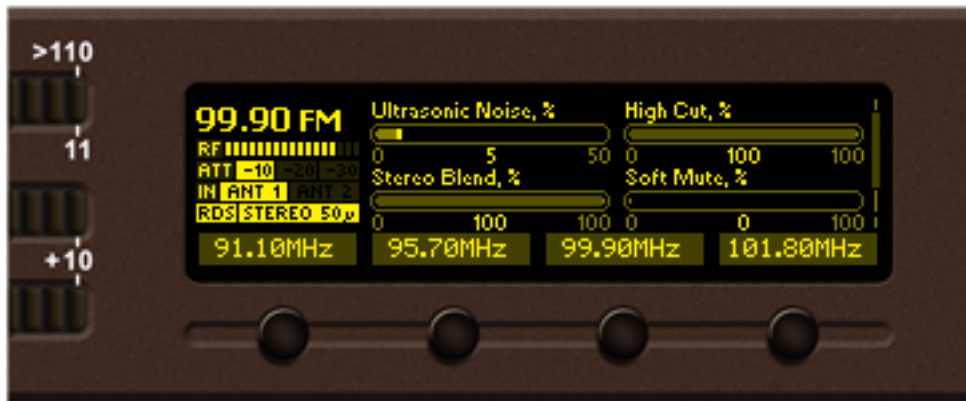 >110
11
+10
99.90 FM
RF
ATT -10 -20 -30
IN ANT 1 ANT 2
RDS STEREO 50µ
Ultrasonic Noise, %
0 5 50
High Cut, %
0 100 100
Stereo Blend, %
0 100 100
Soft Mute, %
0 0 100
91.10MHz 95.70MHz 99.90MHz 101.80MHz